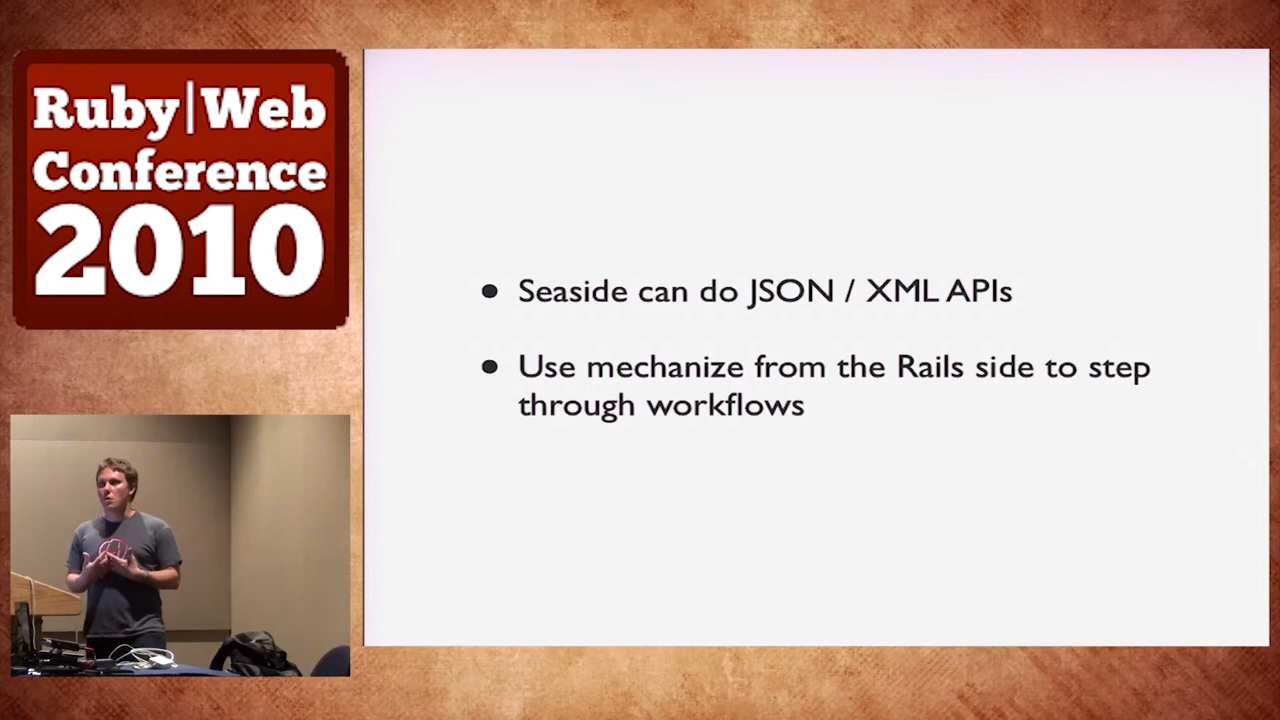 Ruby|Web
Conference
2010
• Seaside can do JSON / XML APIs
• Use mechanize from the Rails side to step
through workflows